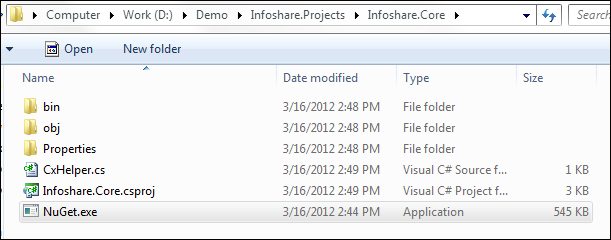 Computer Work (D:) Demo Infoshare.Projects Infoshare.Core Search
Open New folder
Name Date modified Type Size
bin 3/16/2012 2:48 PM File folder
obj 3/16/2012 2:48 PM File folder
Properties 3/16/2012 2:48 PM File folder
CxHelper.cs 3/16/2012 2:49 PM Visual C# Source f... 1 KB
Infoshare.Core.csproj 3/16/2012 2:49 PM Visual C# Project f... 3 KB
NuGet.exe 3/16/2012 2:44 PM Application 545 KB